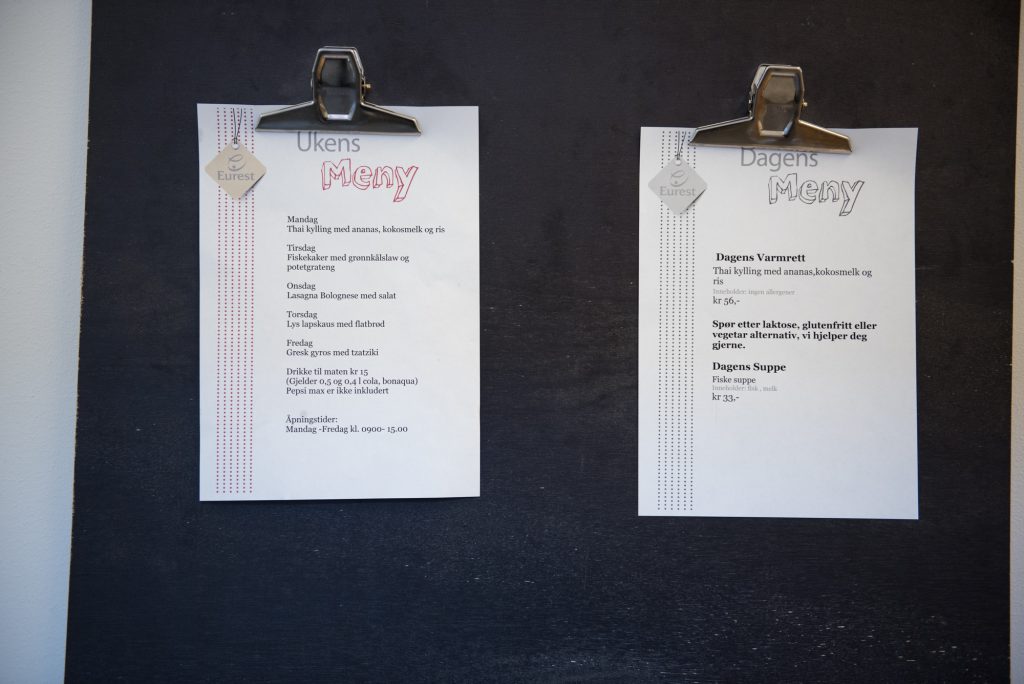 Ukens
Meny
Eurest
Mandag
Thai kylling med ananas, kokosmelk og ris
Tirsdag
Fiskekaker med grønnkålslaw og
potetgrateng
Onsdag
Lasagna Bolognese med salat
Torsdag
Lys lapskaus med flatbrød
Fredag
Gresk gyros med tzatziki
Drikke til maten kr 15
(Gjelder 0,5 og 0,4 l cola, bonaqua)
Pepsi max er ikke inkludert
Åpningstider:
Mandag -Fredag kl. 0900- 15.00
Dagens
Meny
Eurest
Dagens Varmrett
Thai kylling med ananas,kokosmelk og
ris
Inneholder: ingen allergener
kr 56,-
Spør etter laktose, glutenfritt eller
vegetar alternativ, vi hjelper deg
gjerne.
Dagens Suppe
Fiske suppe
Inneholder: fisk , melk
kr 33,-